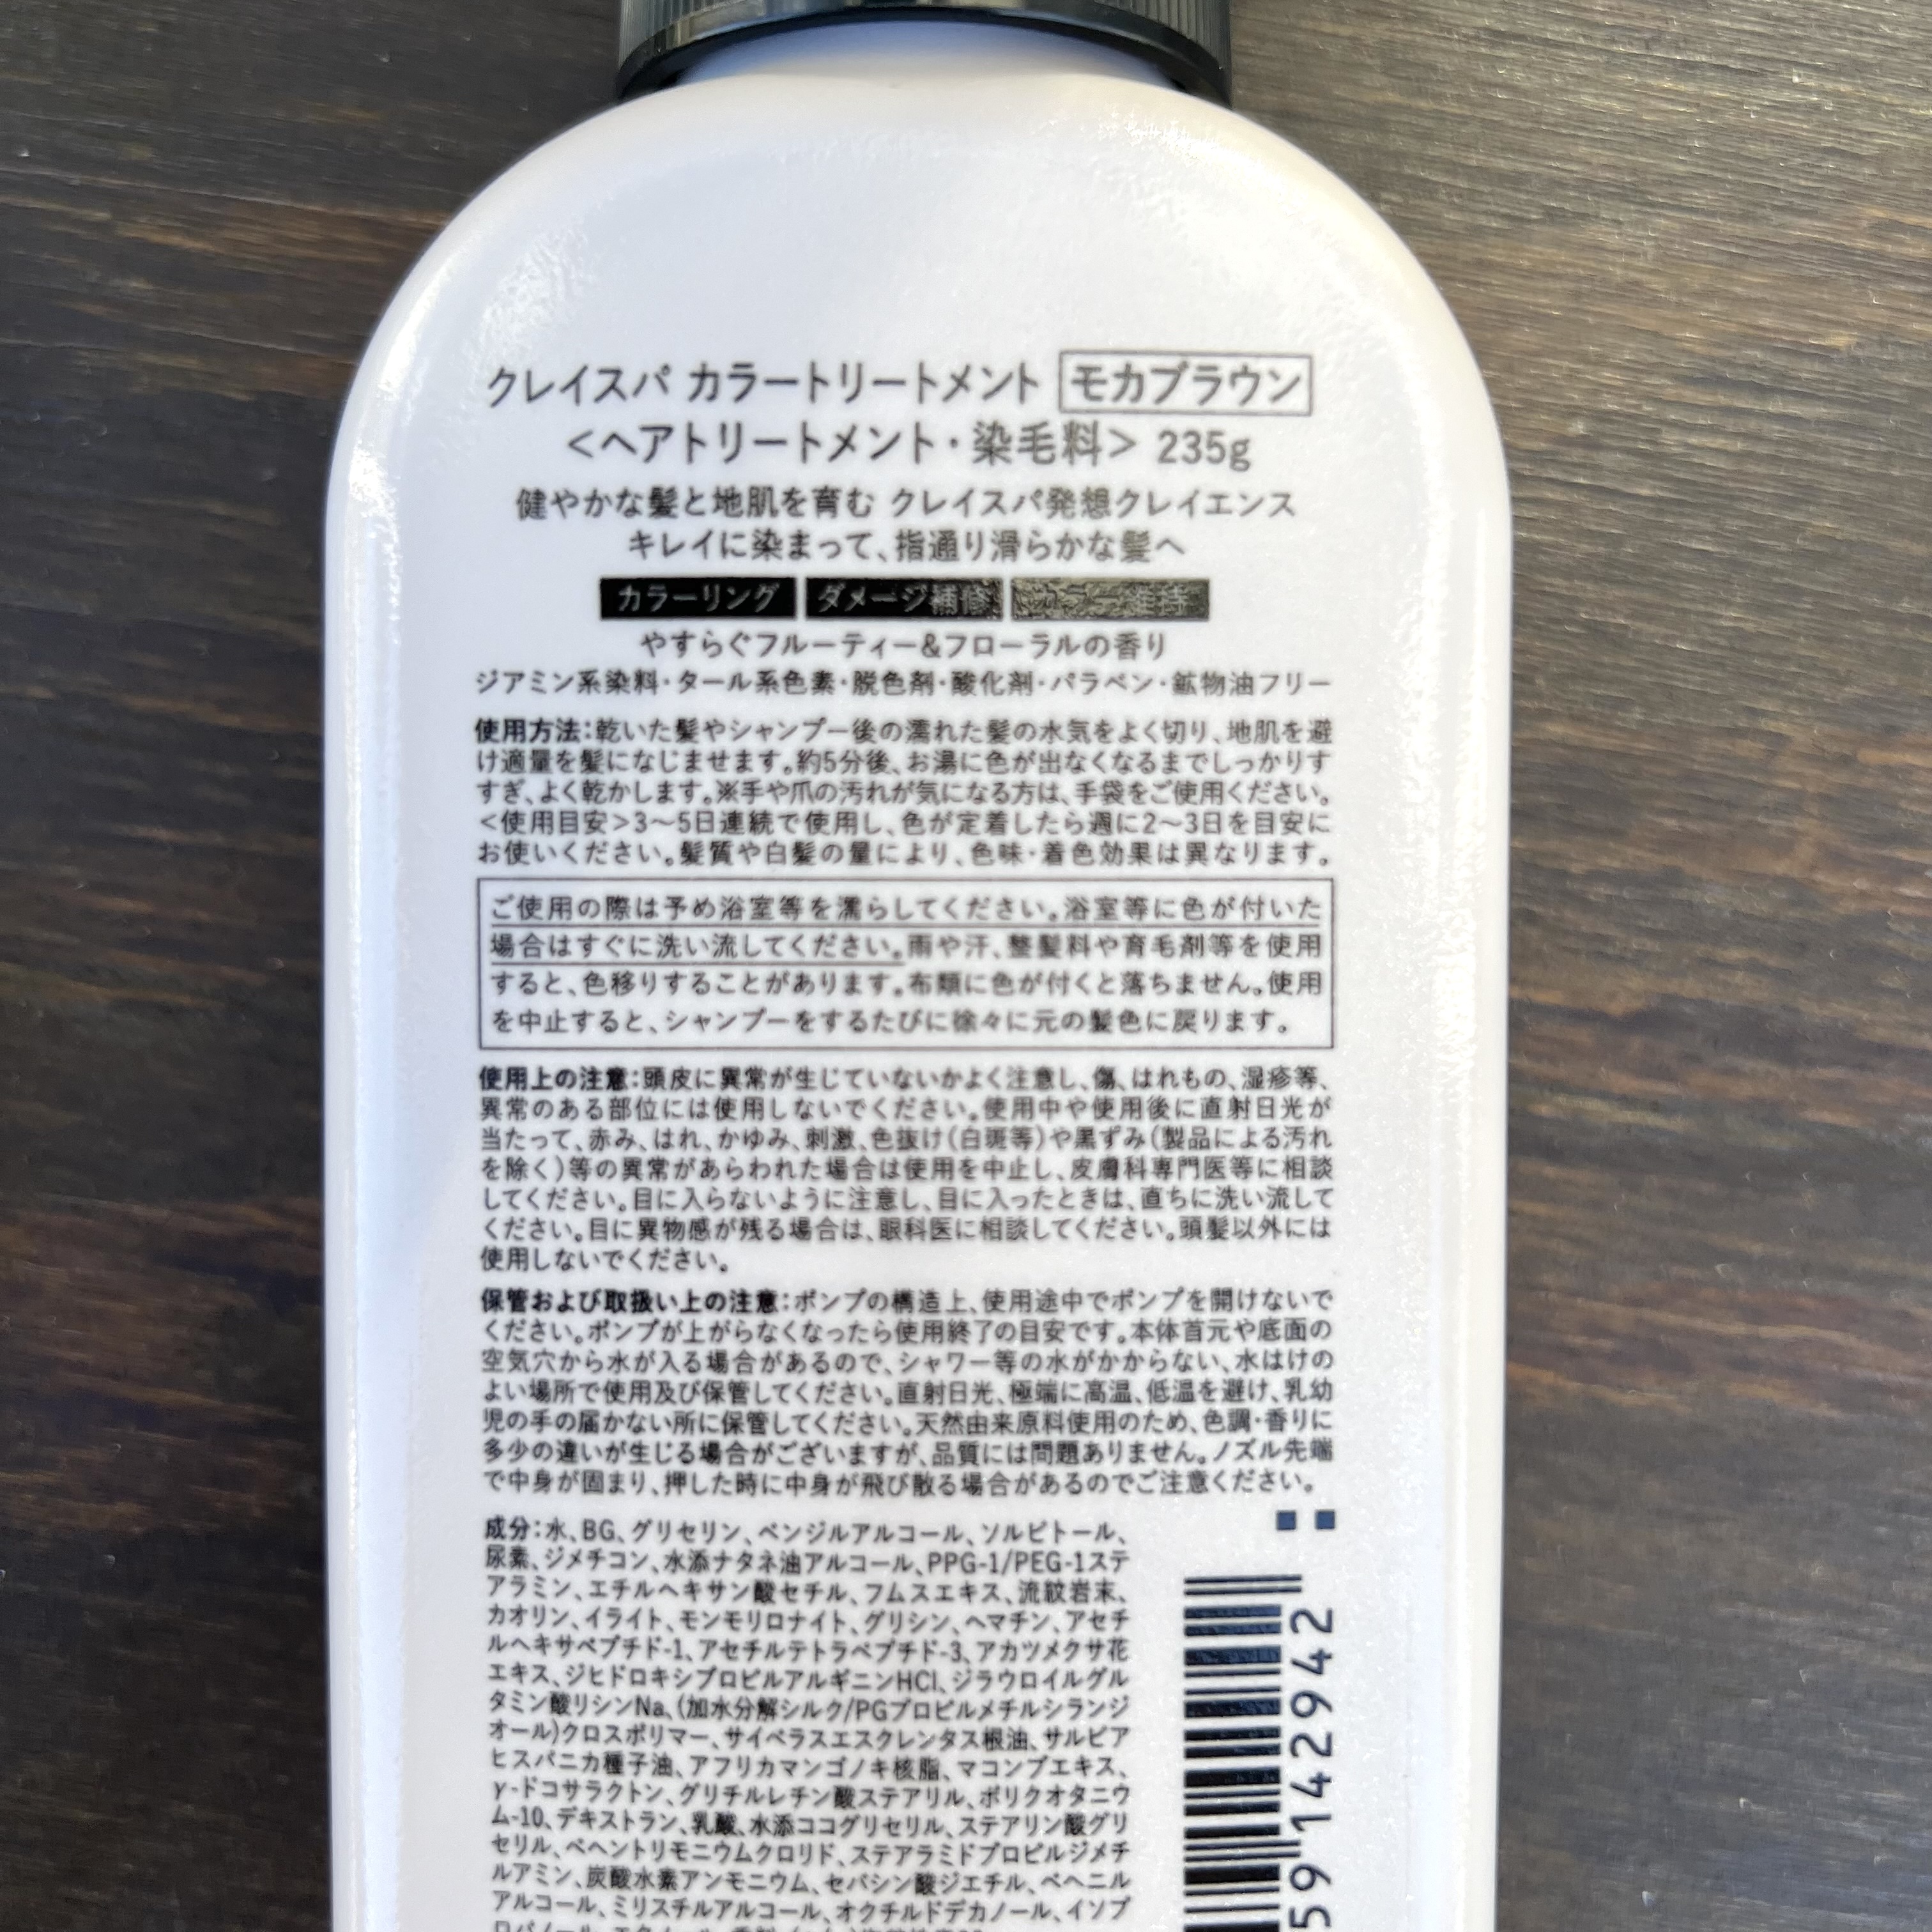 クレイスパ カラートリートメント モカブラウン
<ヘアトリートメント・染毛料> 235g
健やかな髪と地肌を育む クレイスパ発想クレイエンス
キレイに染まって、指通り滑らかな髪へ
カラーリング ダメージ補修 カラー維持
やすらぐフルーティー&フローラルの香り
ジアミン系染料・タール系色素・脱色剤・酸化剤・パラベン・鉱物油フリー
使用方法:乾いた髪やシャンプー後の濡れた髪の水気をよく切り、地肌を避
け適量を髪になじませます。約5分後、お湯に色が出なくなるまでしっかりす
すぎ、よく乾かします。※手や爪の汚れが気になる方は、手袋をご使用ください。
<使用目安>3〜5日連続で使用し、色が定着したら週に2〜3日を目安に
お使いください。髪質や白髪の量により、色味・着色効果は異なります。
ご使用の際は予め浴室等を濡らしてください。浴室等に色が付いた
場合はすぐに洗い流してください。雨や汗、整髪料や育毛剤等を使用
すると、色移りすることがあります。布類に色が付くと落ちません。使用
を中止すると、シャンプーをするたびに徐々に元の髪色に戻ります。
使用上の注意:頭皮に異常が生じていないかよく注意し、傷、はれもの、湿疹等、
異常のある部位には使用しないでください。使用中や使用後に直射日光が
当たって、赤み、はれ、かゆみ、刺激、色抜け(白斑等)や黒ずみ(製品による汚れ
を除く)等の異常があらわれた場合は使用を中止し、皮膚科専門医等に相談
してください。目に入らないように注意し、目に入ったときは、直ちに洗い流して
ください。目に異物感が残る場合は、眼科医に相談してください。頭髪以外には
使用しないでください。
保管および取扱い上の注意:ポンプの構造上、使用途中でポンプを開けないで
ください。ポンプが上がらなくなったら使用終了の目安です。本体首元や底面の
空気穴から水が入る場合があるので、シャワー等の水がかからない、水はけの
よい場所で使用及び保管してください。直射日光、極端に高温、低温を避け、乳幼
児の手の届かない所に保管してください。天然由来原料使用のため、色調・香りに
多少の違いが生じる場合がございますが、品質には問題ありません。ノズル先端
で中身が固まり、押した時に中身が飛び散る場合があるのでご注意ください。
成分:水、BG、グリセリン、ベンジルアルコール、ソルビトール、
尿素、ジメチコン、水添ナタネ油アルコール、PPG-1/PEG-1ステ
アラミン、エチルヘキサン酸セチル、フムスエキス、流紋岩末、
カオリン、イライト、モンモリロナイト、グリシン、ヘマチン、アセチ
ルヘキサペプチド-1、アセチルテトラペプチド-3、アカツメクサ花
エキス、ジヒドロキシプロピルアルギニンHCl、ジラウロイルグル
タミン酸リシンNa、(加水分解シルク/PGプロピルメチルシランジ
オール)クロスポリマー、サイペラスエスクレンタス根油、サルビア
ヒスパニカ種子油、アフリカマンゴノキ核脂、マコンブエキス、
γ-ドコサラクトン、グリチルレチン酸ステアリル、ポリクオタニウ
ム-10、デキストラン、乳酸、水添ココグリセリル、ステアリン酸グリ
セリル、ベヘントリモニウムクロリド、ステアラミドプロピルジメチ
ルアミン、炭酸水素アンモニウム、セバシン酸ジエチル、ベヘニル
アルコール、ミリスチルアルコール、オクチルドデカノール、イソプ
59142942